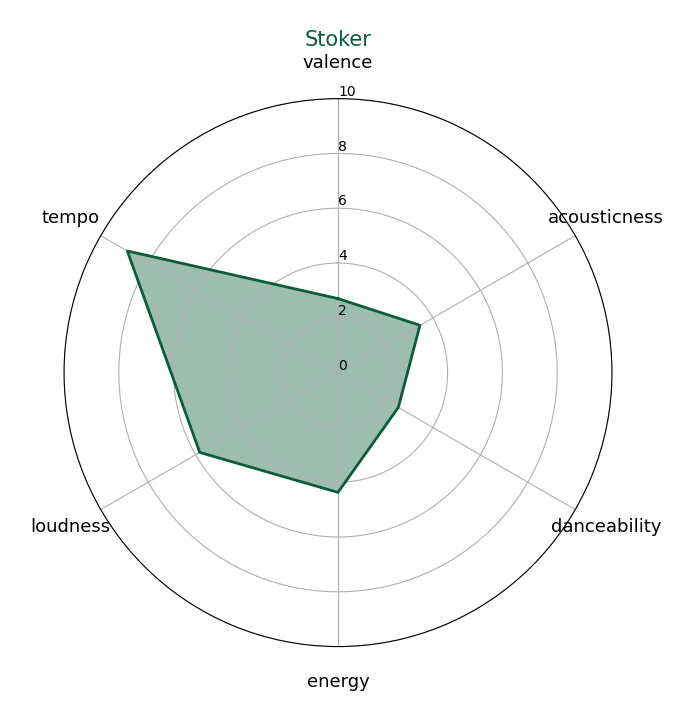 Stoker
valence
10
8
6
tempo
acousticness
4
2
0
loudness
danceability
energy